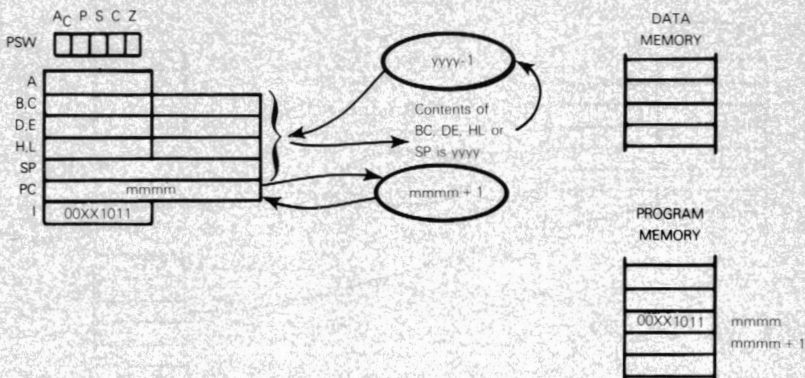 AC P S C Z
PSW
A
B,C
D,E
H,L
SP
PC mmmm
I 00XX1011
yyyy-1
Contents of
BC, DE, HL or
SP is yyyy
mmmm + 1
DATA
MEMORY
PROGRAM
MEMORY
00XX1011 mmmm
mmmm + 1